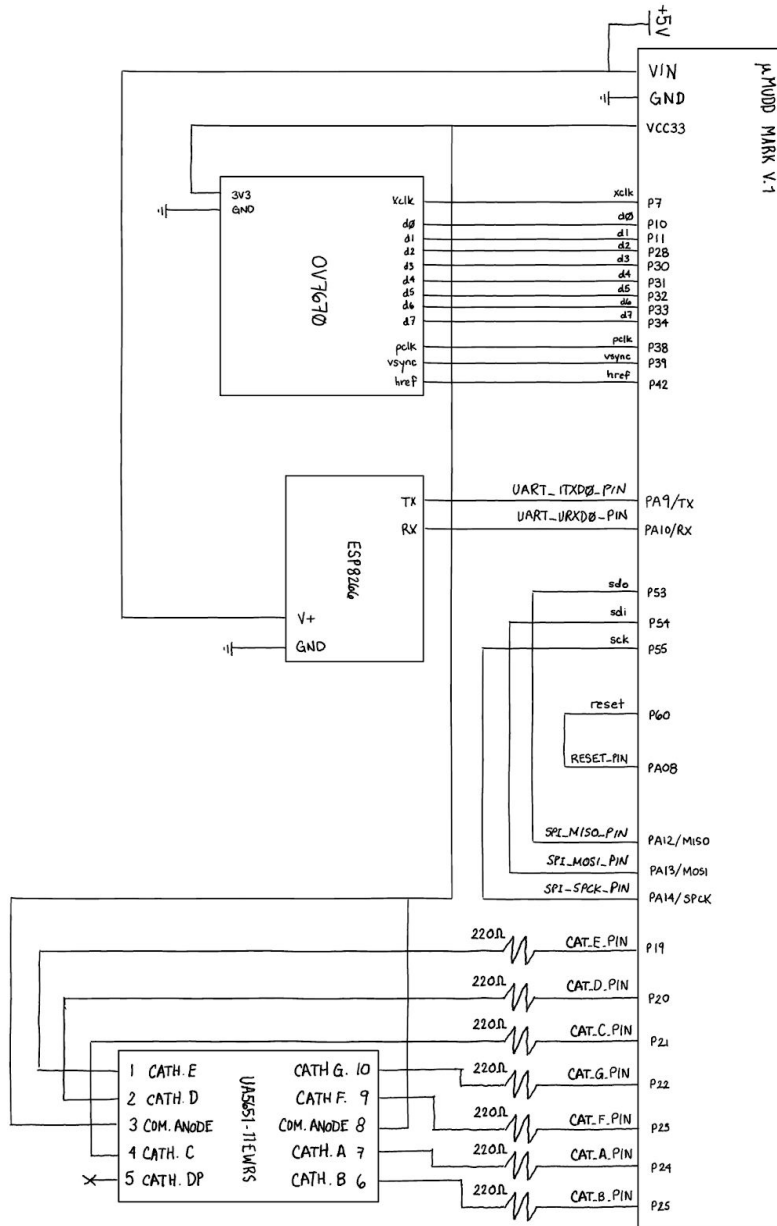 +5V
µMUDD MARK V.1
VIN
GND
VCC33
3V3
GND
OV7670
xclk
xclk
P7
dø
dø
P10
d1
d1
P11
d2
d2
P28
d3
d3
P30
d4
d4
P31
d5
d5
P32
d6
d6
P33
d7
d7
P34
pclk
pclk
P38
vsync
vsync
P39
href
href
P42
ESP8266
TX
UART_ITXDØ_PIN
PA9/TX
RX
UART_URXDØ_PIN
PA10/RX
V+
GND
sdo
P53
sdi
P54
sck
P55
reset
P60
RESET_PIN
PA08
SPI_MISO_PIN
PA12/MISO
SPI_MOSI_PIN
PA13/MOSI
SPI_SPCK_PIN
PA14/SPCK
220Ω
CAT_E_PIN
P19
220Ω
CAT_D_PIN
P20
220Ω
CAT_C_PIN
P21
220Ω
CAT_G_PIN
P22
220Ω
CAT_F_PIN
P23
220Ω
CAT_A_PIN
P24
220Ω
CAT_B_PIN
P25
UA5651-11EWRS
1 CATH. E
2 CATH. D
3 COM. ANODE
4 CATH. C
5 CATH. DP
CATH G. 10
CATH F. 9
COM. ANODE 8
CATH. A 7
CATH. B 6